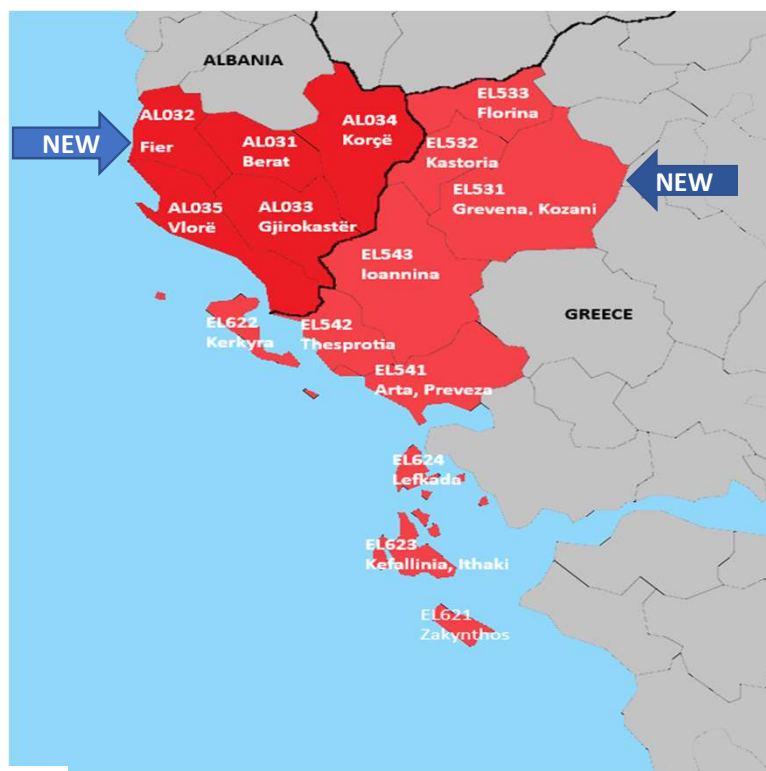 ALBANIA
AL032
Fier
NEW
AL031
Berat
AL034
Korçë
EL533
Florina
EL532
Kastoria
EL531
Grevena, Kozani
NEW
AL035
Vlorë
AL033
Gjirokastër
EL543
Ioannina
GREECE
EL622
Kerkyra
EL542
Thesprotia
EL541
Arta, Preveza
EL624
Lefkada
EL623
Kefallinia, Ithaki
EL621
Zakynthos